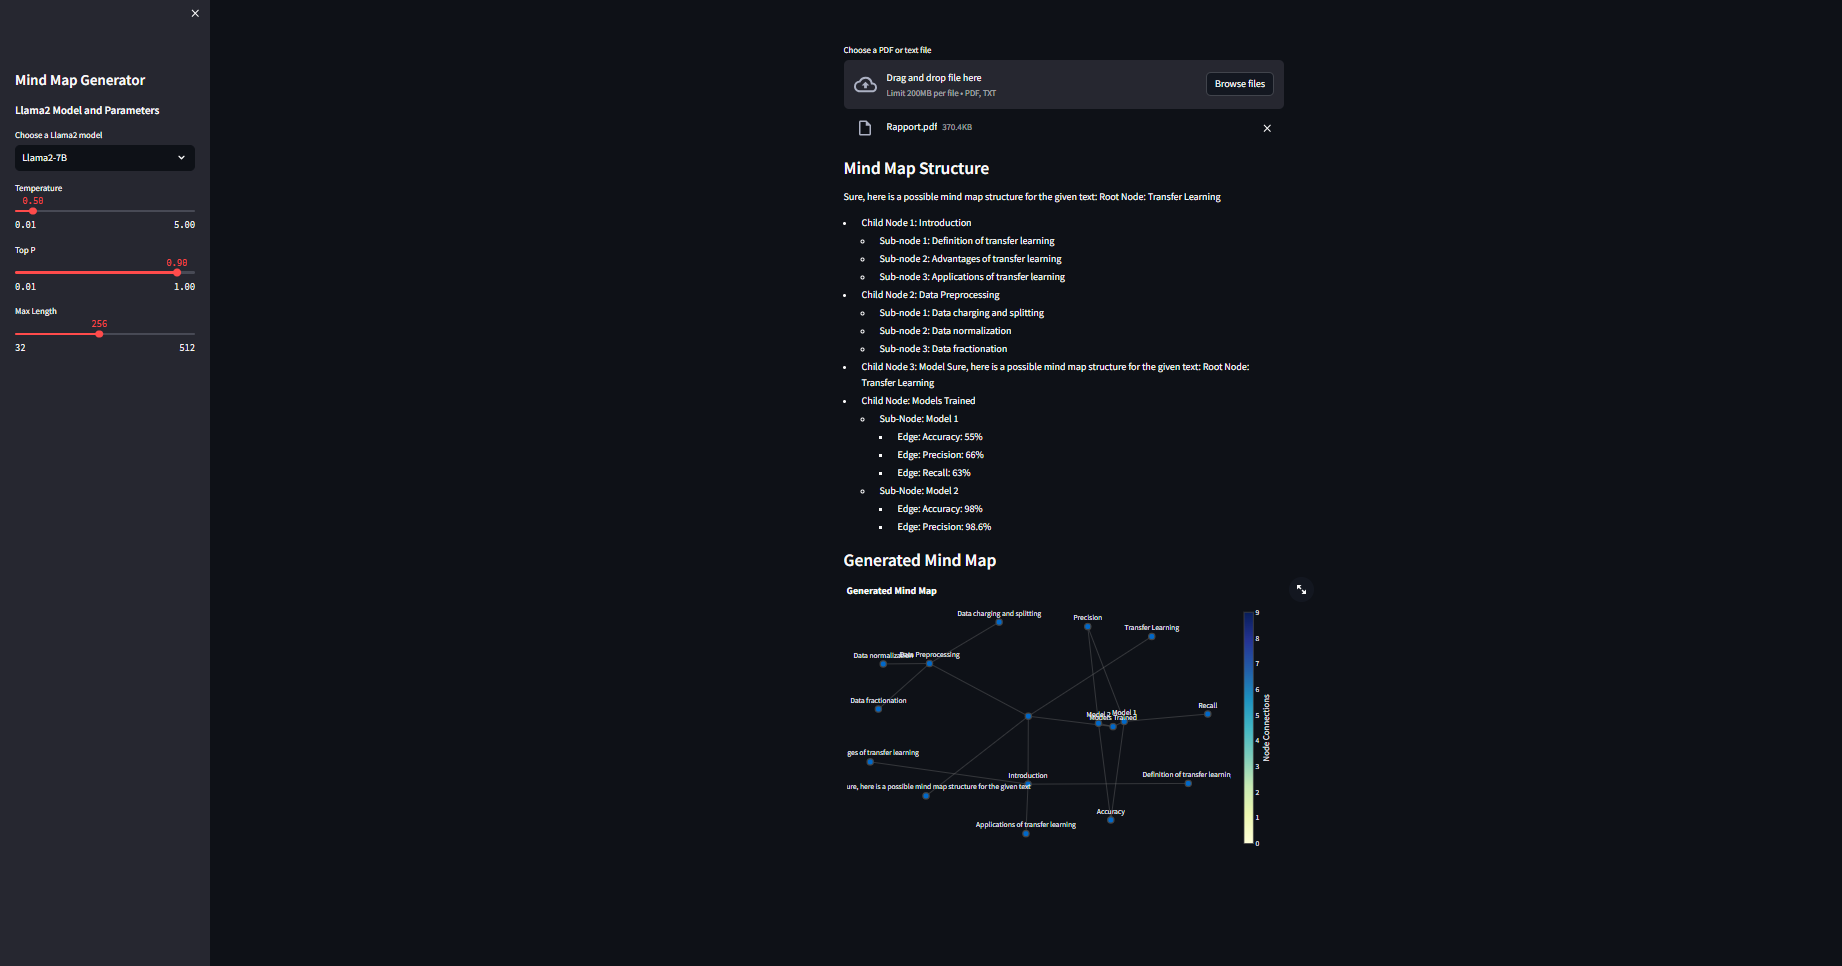 Mind Map Generator
Llama2 Model and Parameters
Choose a Llama2 model
Llama2-7B
Temperature
0.50
0.01 5.00
Top P
0.90
0.01 1.00
Max Length
256
32 512
Choose a PDF or text file
Drag and drop file here
Limit 200MB per file • PDF, TXT
Browse files
Rapport.pdf 370.4KB
Mind Map Structure
Sure, here is a possible mind map structure for the given text: Root Node: Transfer Learning
Child Node 1: Introduction
Sub-node 1: Definition of transfer learning
Sub-node 2: Advantages of transfer learning
Sub-node 3: Applications of transfer learning
Child Node 2: Data Preprocessing
Sub-node 1: Data charging and splitting
Sub-node 2: Data normalization
Sub-node 3: Data fractionation
Child Node 3: Model Sure, here is a possible mind map structure for the given text: Root Node:
Transfer Learning
Child Node: Models Trained
Sub-Node: Model 1
Edge: Accuracy: 55%
Edge: Precision: 66%
Edge: Recall: 63%
Sub-Node: Model 2
Edge: Accuracy: 98%
Edge: Precision: 98.6%
Generated Mind Map
Generated Mind Map
Data charging and splitting
Precision
Transfer Learning
Data normalization
Data Preprocessing
Data fractionation
Recall
Model 2
Model 1
Models Trained
ges of transfer learning
Introduction
Definition of transfer learnin
ure, here is a possible mind map structure for the given text
Accuracy
Applications of transfer learning
9
8
7
6
5
4
3
2
1
0
Node Connections